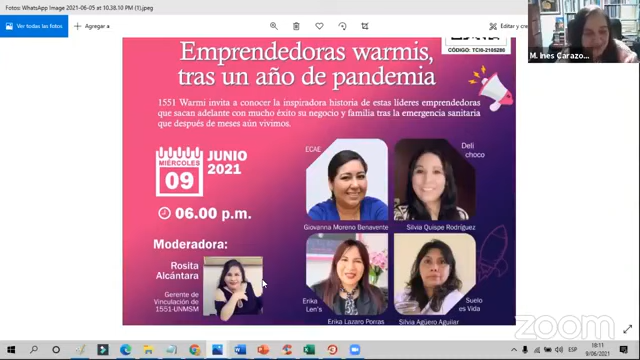 Fotos: WhatsApp Image 2021-06-05 at 10.38.10 PM (1).jpeg
Ver todas las fotos
Agregar a
Editar y crear
M. Ines Carazo...
CÓDIGO: TCI0-2105286
Emprendedoras warmis,
tras un año de pandemia
1551 Warmi invita a conocer la inspiradora historia de estas líderes emprendedoras
que sacan adelante con mucho éxito su negocio y familia tras la emergencia sanitaria
que después de meses aún vivimos.
MIÉRCOLES
09
JUNIO
2021
06.00 p.m.
ECAE
Deli
choco
Giovanna Moreno Benavente
Silvia Quispe Rodríguez
Moderadora:
Rosita
Alcántara
Gerente de
Vinculación de
1551-UNMSM
Erika
Len's
Suelo
es Vida
Erika Lazaro Porras
Silvia Agüero Aguilar
zoom
18:11
9/06/2021